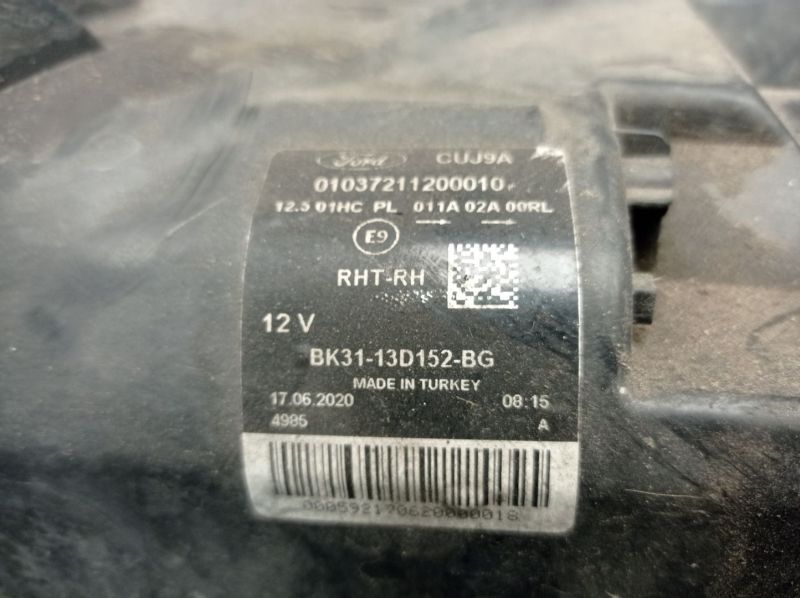 Ford CUJ9A
01037211200010
12.5 01HC PL 011A 02A 00RL
E9
RHT-RH
12 V
BK31-13D152-BG
MADE IN TURKEY
17.06.2020 08:15
4985 A
0005921706200000018